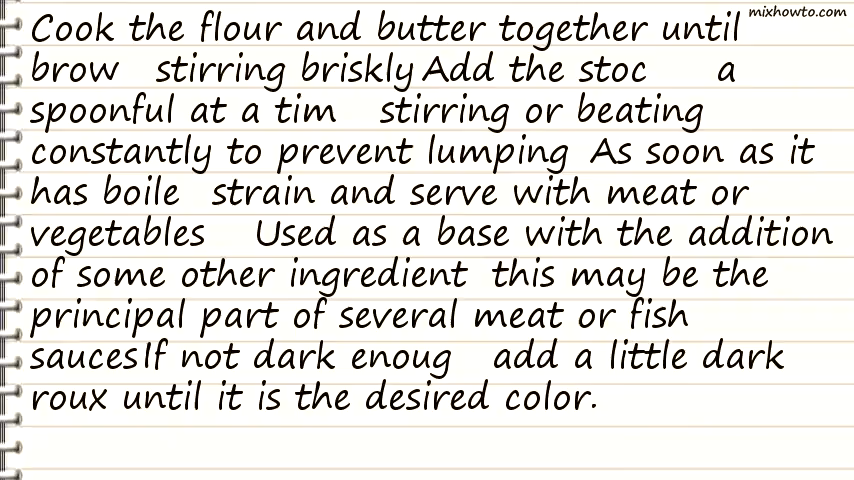 mixhowto.com
Cook the flour and butter together until
brow stirring briskly Add the stoc a
spoonful at a tim stirring or beating
constantly to prevent lumping As soon as it
has boile strain and serve with meat or
vegetables Used as a base with the addition
of some other ingredient this may be the
principal part of several meat or fish
saucesIf not dark enoug add a little dark
roux until it is the desired color.